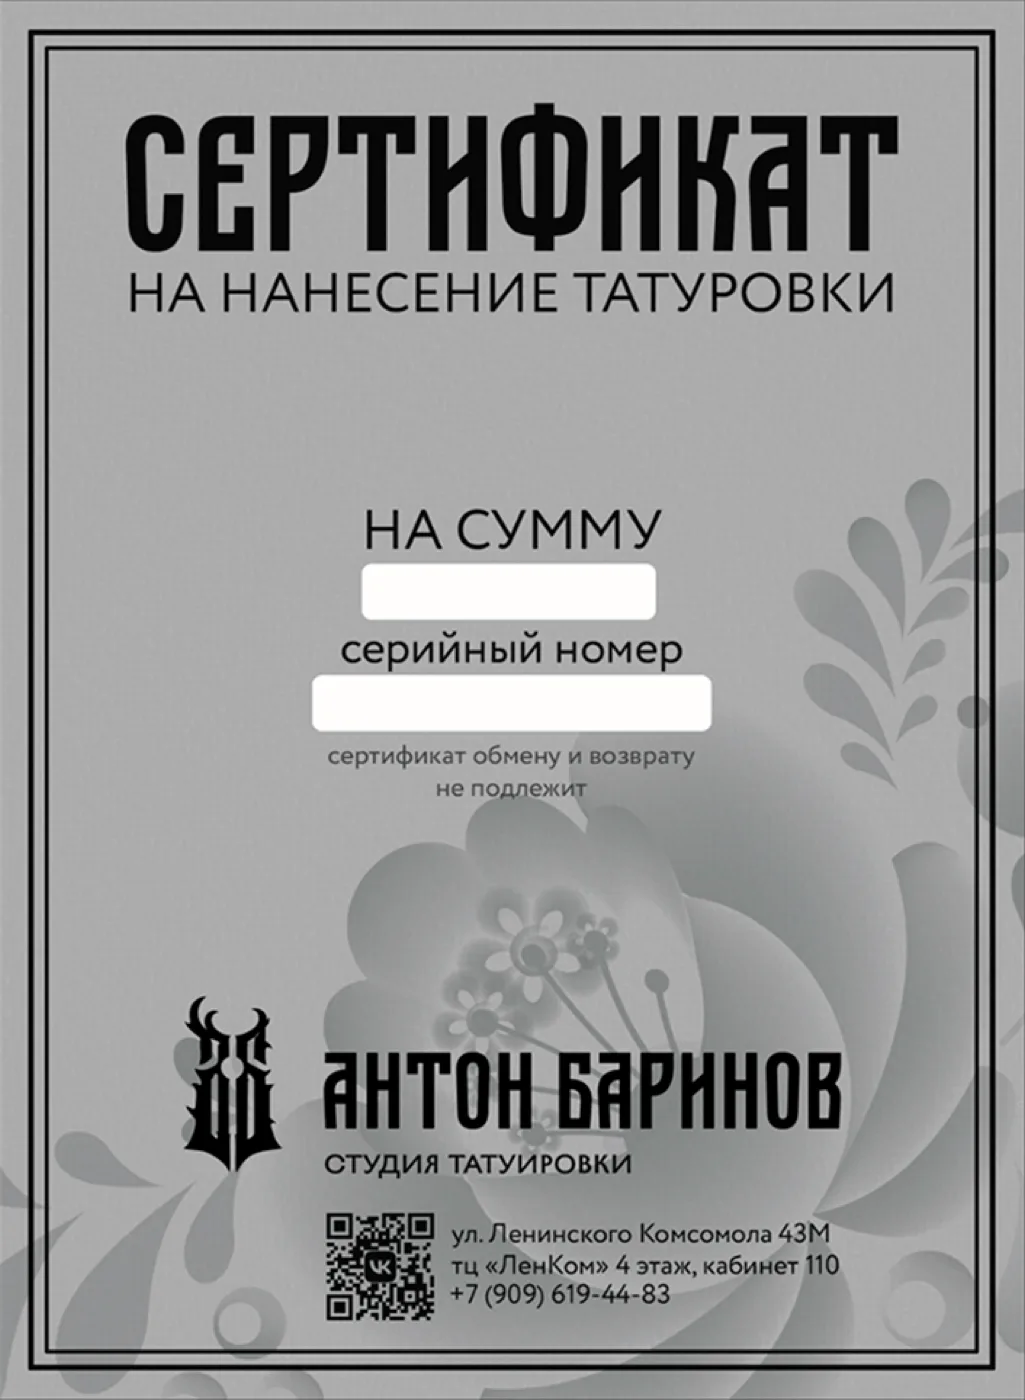 СЕРТИФИКАТ
НА НАНЕСЕНИЕ ТАТУРОВКИ
НА СУММУ
серийный номер
сертификат обмену и возврату
не подлежит
АНТОН БАРИНОВ
СТУДИЯ ТАТУИРОВКИ
ул. Ленинского Комсомола 43М
тц «ЛенКом» 4 этаж, кабинет 110
+7 (909) 619-44-83